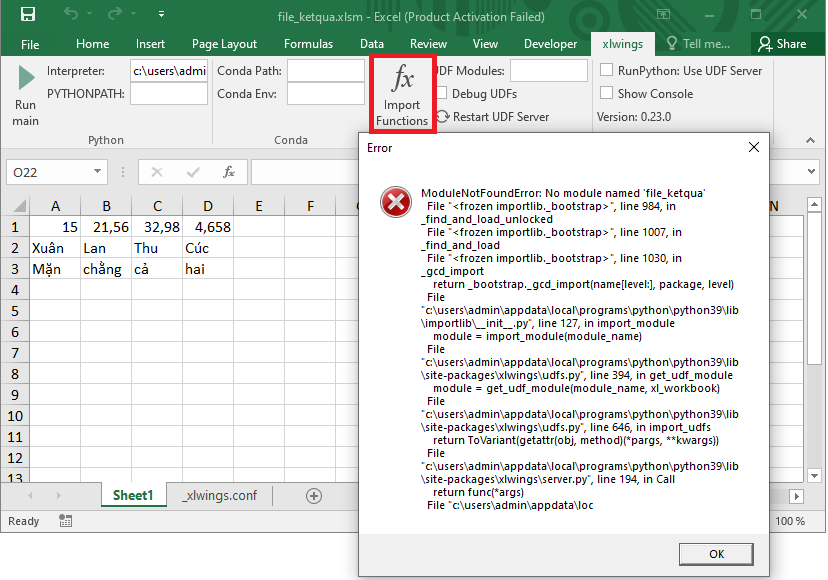 file_ketqua.xlsm - Excel (Product Activation Failed)
File Home Insert Page Layout Formulas Data Review View Developer xlwings Tell me... Share
Interpreter: c:\users\admi Conda Path: UDF Modules: RunPython: Use UDF Server
PYTHONPATH: Conda Env: Debug UDFs Show Console
Run main
fx
Import Functions
Restart UDF Server Version: 0.23.0
Python Conda
O22 fx
A B C D E F N
1 15 21,56 32,98 4,658
2 Xuân Lan Thu Cúc
3 Mặn chằng cả hai
4
5
6
7
8
9
10
11
12
13
Error
ModuleNotFoundError: No module named 'file_ketqua'
File "<frozen importlib._bootstrap>", line 984, in
_find_and_load_unlocked
File "<frozen importlib._bootstrap>", line 1007, in
_find_and_load
File "<frozen importlib._bootstrap>", line 1030, in
_gcd_import
return _bootstrap._gcd_import(name[level:], package, level)
File
"c:\users\admin\appdata\local\programs\python\python39\lib
\importlib\__init__.py", line 127, in import_module
module = import_module(module_name)
File
"c:\users\admin\appdata\local\programs\python\python39\lib
\site-packages\xlwings\udfs.py", line 394, in get_udf_module
module = get_udf_module(module_name, xl_workbook)
File
"c:\users\admin\appdata\local\programs\python\python39\lib
\site-packages\xlwings\udfs.py", line 646, in import_udfs
return ToVariant(getattr(obj, method)(*pargs, **kwargs))
File
"c:\users\admin\appdata\local\programs\python\python39\lib
\site-packages\xlwings\server.py", line 194, in Call
return func(*args)
File "c:\users\admin\appdata\loc
OK
Sheet1 _xlwings.conf
Ready 100 %